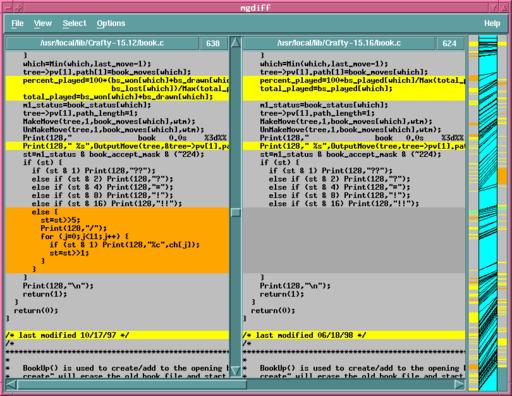 mgdiff
File View Select Options Help
/usr/local/lib/Crafty-15.12/book.c 638
}
which=Min(which,last_move-1);
tree->pv[1].path[1]=book_moves[which];
percent_played=100*(bs_won[which]+bs_drawn[whic
bs_lost[which])/Max(total_
total_played=bs_won[which]+bs_drawn[which];
m1_status=book_status[which];
tree->pv[1].path_length=1;
MakeMove(tree,1,book_moves[which],wtm);
UnMakeMove(tree,1,book_moves[which],wtm);
Print(128," book 0.0s %3d%%
Print(128," %s",OutputMove(tree,&tree->pv[1].pa
st=m1_status & book_accept_mask & (~224);
if (st) {
if (st & 1) Print(128,"??");
else if (st & 2) Print(128,"?");
else if (st & 4) Print(128,"=");
else if (st & 8) Print(128,"!");
else if (st & 16) Print(128,"!!");
else {
st=st>>5;
Print(128,"/");
for (j=0;j<11;j++) {
if (st & 1) Print(128,"%c",ch[j]);
st=st>>1;
}
}
}
Print(128,"\n");
return(1);
}
return(0);
}
/* last modified 10/17/97 */
/*
*******************************************
*
* BookUp() is used to create/add to the opening b
* create" will erase the old book file and start
/usr/local/lib/Crafty-15.16/book.c 624
}
which=Min(which,last_move-1);
tree->pv[1].path[1]=book_moves[which];
percent_played=100*bs_played[which]/Max(total_p
total_played=bs_played[which];
m1_status=book_status[which];
tree->pv[1].path_length=1;
MakeMove(tree,1,book_moves[which],wtm);
UnMakeMove(tree,1,book_moves[which],wtm);
Print(128," book 0.0s %3d%%
Print(128," %s",OutputMove(tree,tree->pv[1].pat
st=m1_status & book_accept_mask & (~224);
if (st) {
if (st & 1) Print(128,"??");
else if (st & 2) Print(128,"?");
else if (st & 4) Print(128,"=");
else if (st & 8) Print(128,"!");
else if (st & 16) Print(128,"!!");
}
Print(128,"\n");
return(1);
}
return(0);
}
/* last modified 06/18/98 */
/*
*******************************************
*
* BookUp() is used to create/add to the opening b
* create" will erase the old book file and start